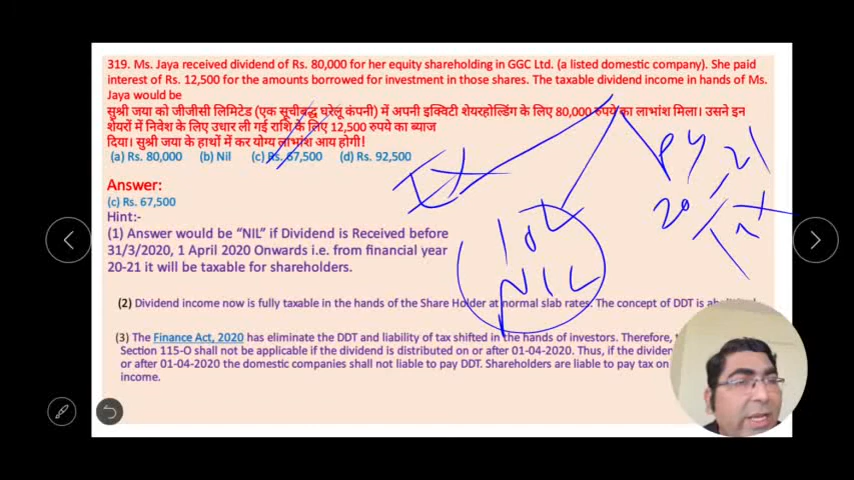 319. Ms. Jaya received dividend of Rs. 80,000 for her equity shareholding in GGC Ltd. (a listed domestic company). She paid
interest of Rs. 12,500 for the amounts borrowed for investment in those shares. The taxable dividend income in hands of Ms.
Jaya would be
सुश्री जया को जीजीसी लिमिटेड (एक सूचीबद्ध घरेलू कंपनी) में अपनी इक्विटी शेयरहोल्डिंग के लिए 80,000 रुपये का लाभांश मिला। उसने इन
शेयरों में निवेश के लिए उधार ली गई राशि के लिए 12,500 रुपये का ब्याज
दिया। सुश्री जया के हाथों में कर योग्य लाभांश आय होगी!
(a) Rs. 80,000 (b) Nil (c) Rs. 67,500 (d) Rs. 92,500
Answer:
(c) Rs. 67,500
Hint:-
(1) Answer would be “NIL” if Dividend is Received before
31/3/2020, 1 April 2020 Onwards i.e. from financial year
20-21 it will be taxable for shareholders.
(2) Dividend income now is fully taxable in the hands of the Share Holder at normal slab rates. The concept of DDT is
(3) The Finance Act, 2020 has eliminate the DDT and liability of tax shifted in the hands of investors. Therefore,
Section 115-O shall not be applicable if the dividend is distributed on or after 01-04-2020. Thus, if the dividen
or after 01-04-2020 the domestic companies shall not liable to pay DDT. Shareholders are liable to pay tax on
income.
PY 21
20
NIL